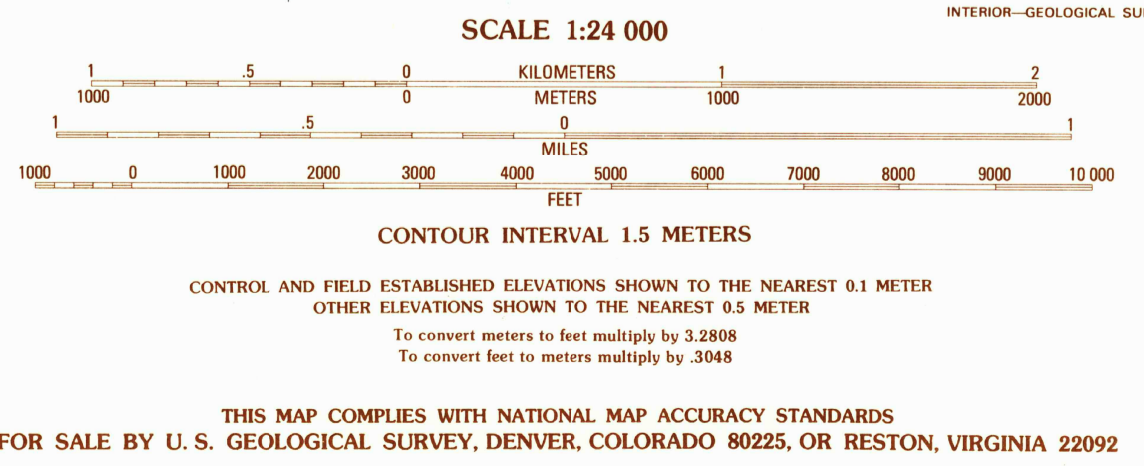 INTERIOR—GEOLOGICAL
SCALE 1:24 000
1 .5 0 KILOMETERS 1 2
1000 0 METERS 1000 2000
1 .5 0 1
MILES
1000 0 1000 2000 3000 4000 5000 6000 7000 8000 9000 10 000
FEET
CONTOUR INTERVAL 1.5 METERS
CONTROL AND FIELD ESTABLISHED ELEVATIONS SHOWN TO THE NEAREST 0.1 METER
OTHER ELEVATIONS SHOWN TO THE NEAREST 0.5 METER
To convert meters to feet multiply by 3.2808
To convert feet to meters multiply by .3048
THIS MAP COMPLIES WITH NATIONAL MAP ACCURACY STANDARDS
FOR SALE BY U. S. GEOLOGICAL SURVEY, DENVER, COLORADO 80225, OR RESTON, VIRGINIA 22092